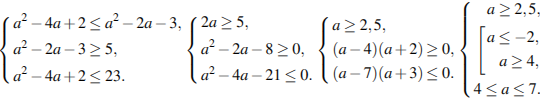 { a² – 4a + 2 ≤ a² – 2a – 3,
a² – 2a – 3 ≥ 5,
a² – 4a + 2 ≤ 23.
{ 2a ≥ 5,
a² – 2a – 8 ≥ 0,
a² – 4a – 21 ≤ 0.
{ a ≥ 2,5,
(a – 4)(a + 2) ≥ 0,
(a – 7)(a + 3) ≤ 0.
{ a ≥ 2,5,
[ a ≤ –2,
a ≥ 4,
4 ≤ a ≤ 7.